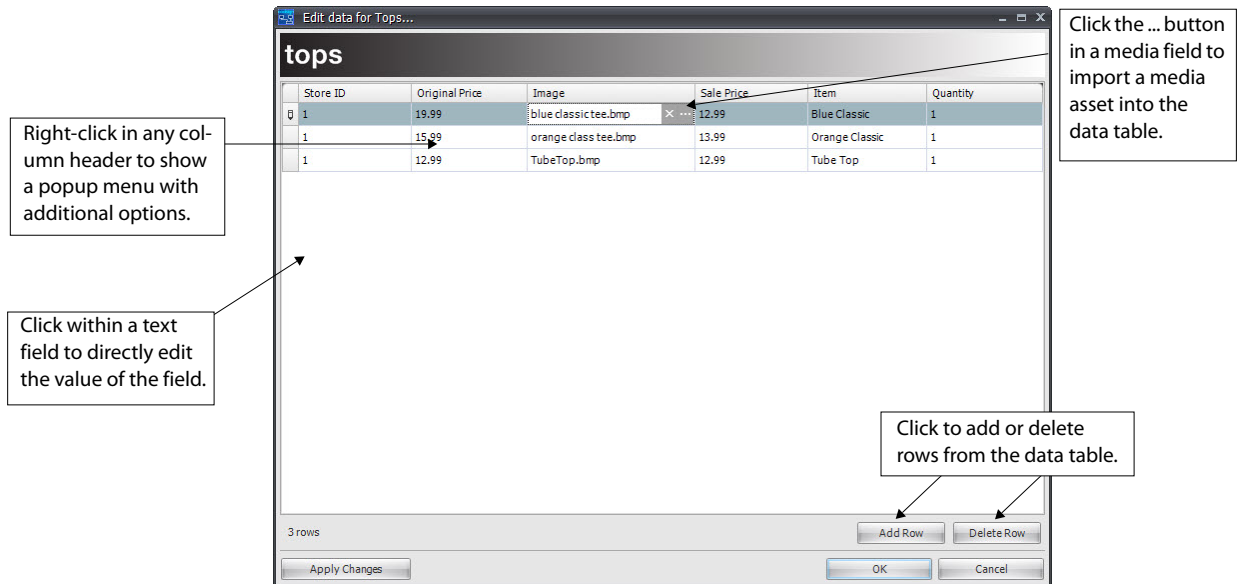 Edit data for Tops...
tops
Store ID Original Price Image Sale Price Item Quantity
1 19.99 blue classic tee.bmp 12.99 Blue Classic 1
1 15.99 orange class tee.bmp 13.99 Orange Classic 1
1 12.99 TubeTop.bmp 12.99 Tube Top 1
3 rows
Add Row Delete Row
Apply Changes OK Cancel
Right-click in any col-
umn header to show
a popup menu with
additional options.
Click within a text
field to directly edit
the value of the field.
Click the ... button
in a media field to
import a media
asset into the
data table.
Click to add or delete
rows from the data table.